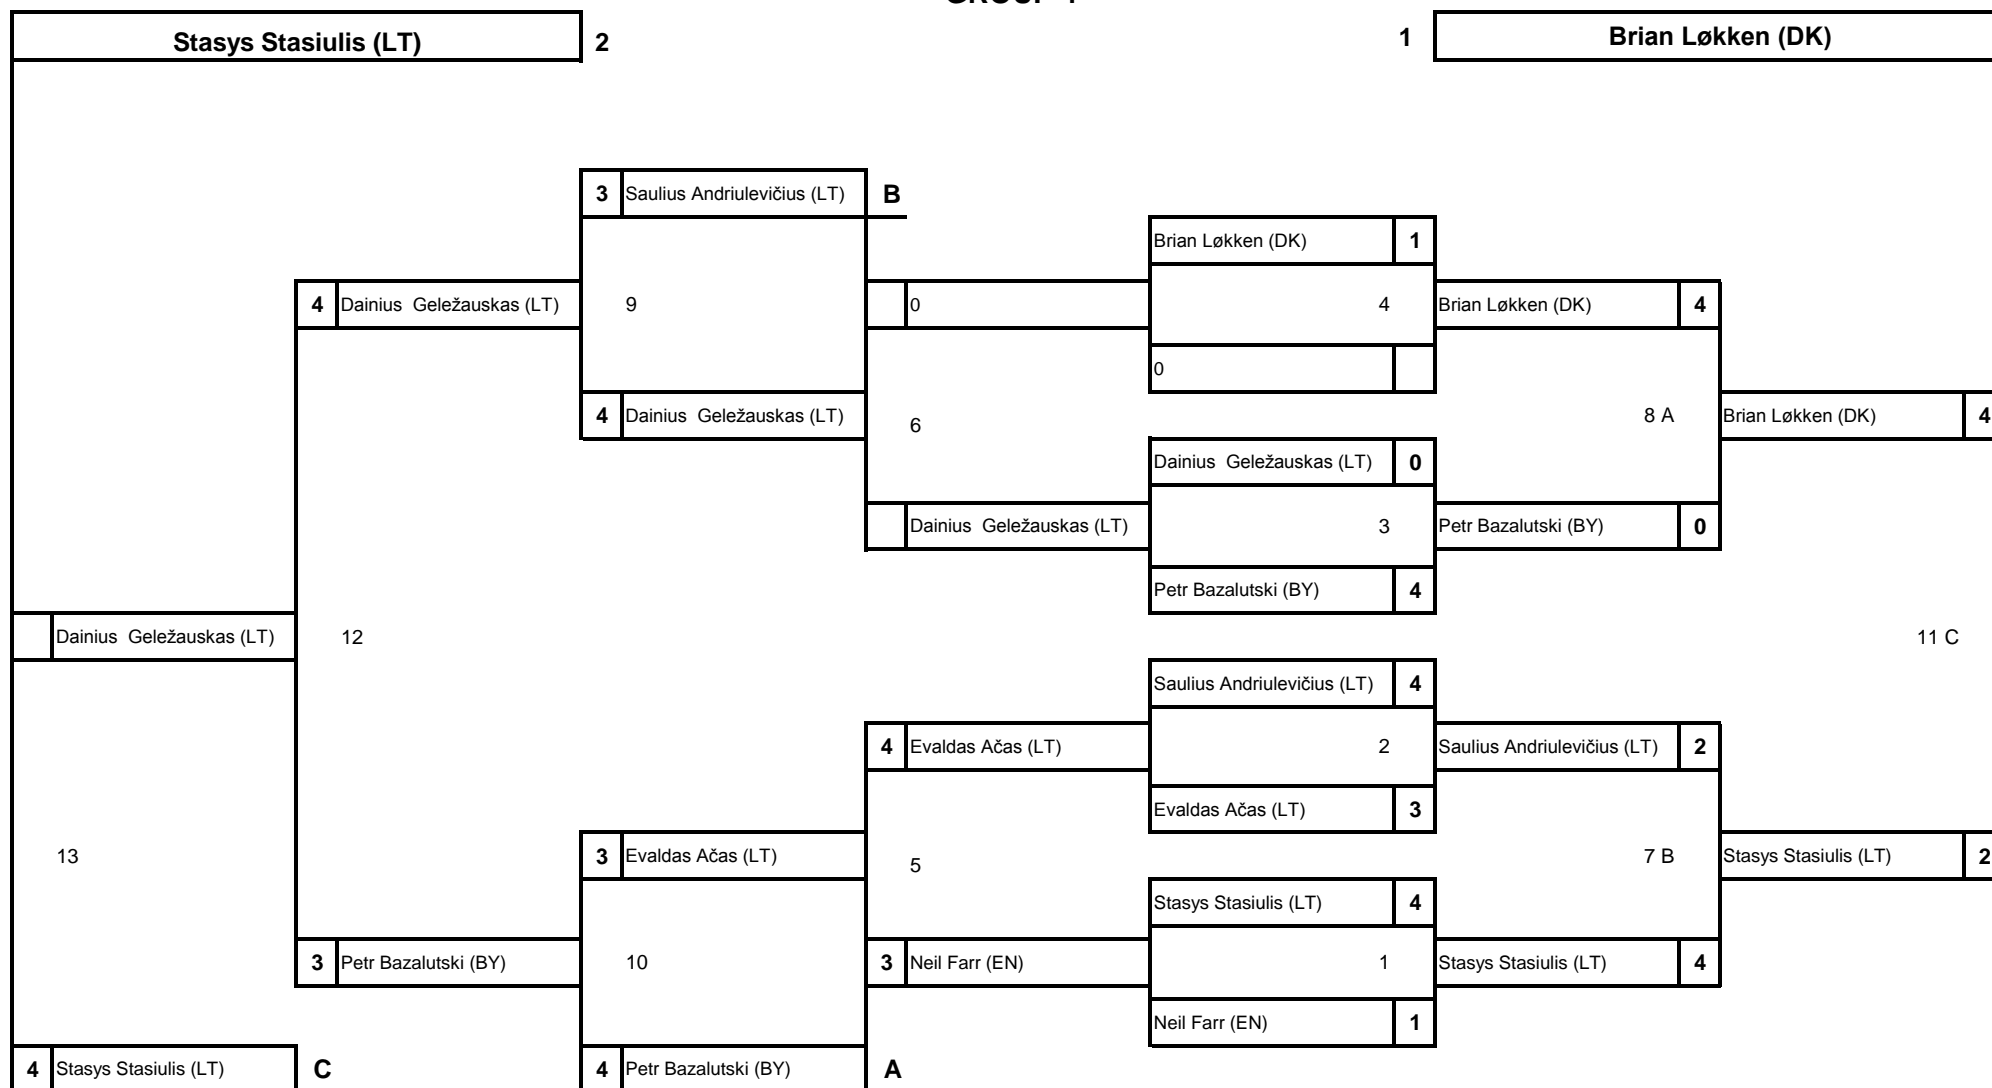 Stasys Stasiulis (LT) 2 1 Brian Løkken (DK)
3 Saulius Andriulevičius (LT) B
Brian Løkken (DK) 1
4 Dainius Geležauskas (LT) 9 0 4 Brian Løkken (DK) 4
0
4 Dainius Geležauskas (LT) 6 8 A Brian Løkken (DK) 4
Dainius Geležauskas (LT) 0
Dainius Geležauskas (LT) 3 Petr Bazalutski (BY) 0
Petr Bazalutski (BY) 4
Dainius Geležauskas (LT) 12 11 C
Saulius Andriulevičius (LT) 4
4 Evaldas Ačas (LT) 2 Saulius Andriulevičius (LT) 2
Evaldas Ačas (LT) 3
13 3 Evaldas Ačas (LT) 5 7 B Stasys Stasiulis (LT) 2
Stasys Stasiulis (LT) 4
3 Petr Bazalutski (BY) 10 3 Neil Farr (EN) 1 Stasys Stasiulis (LT) 4
Neil Farr (EN) 1
4 Stasys Stasiulis (LT) C 4 Petr Bazalutski (BY) A